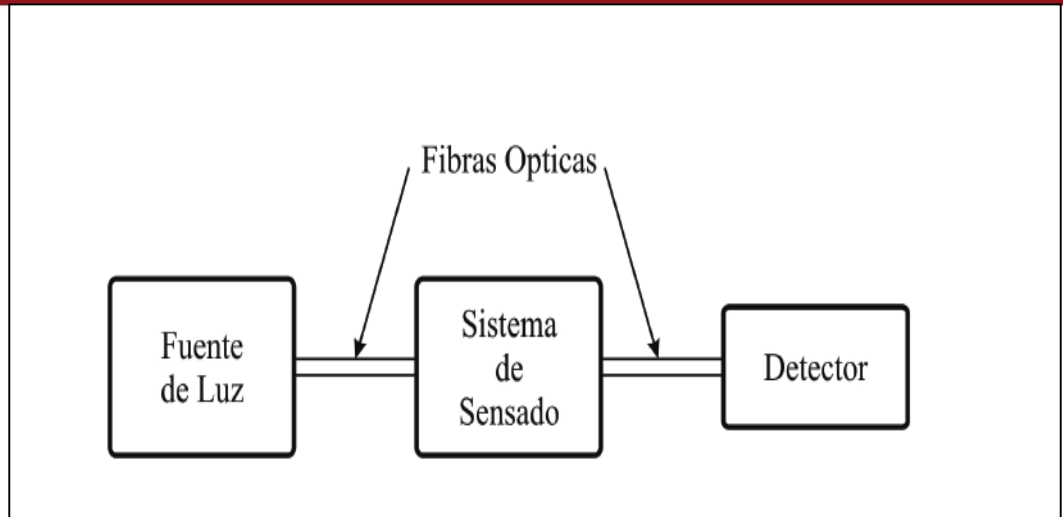 Fibras Opticas
Fuente
de Luz
Sistema
de
Sensado
Detector